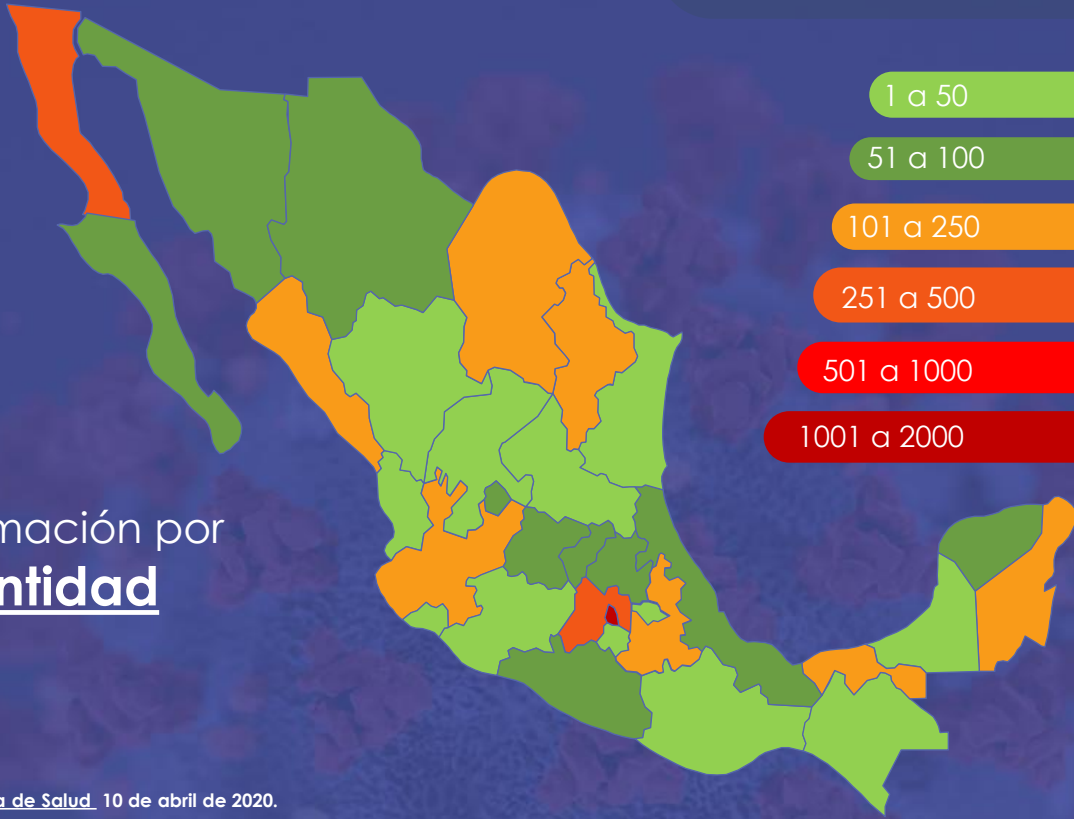 1 a 50
51 a 100
101 a 250
251 a 500
501 a 1000
1001 a 2000
mación por
ntidad
a de Salud 10 de abril de 2020.